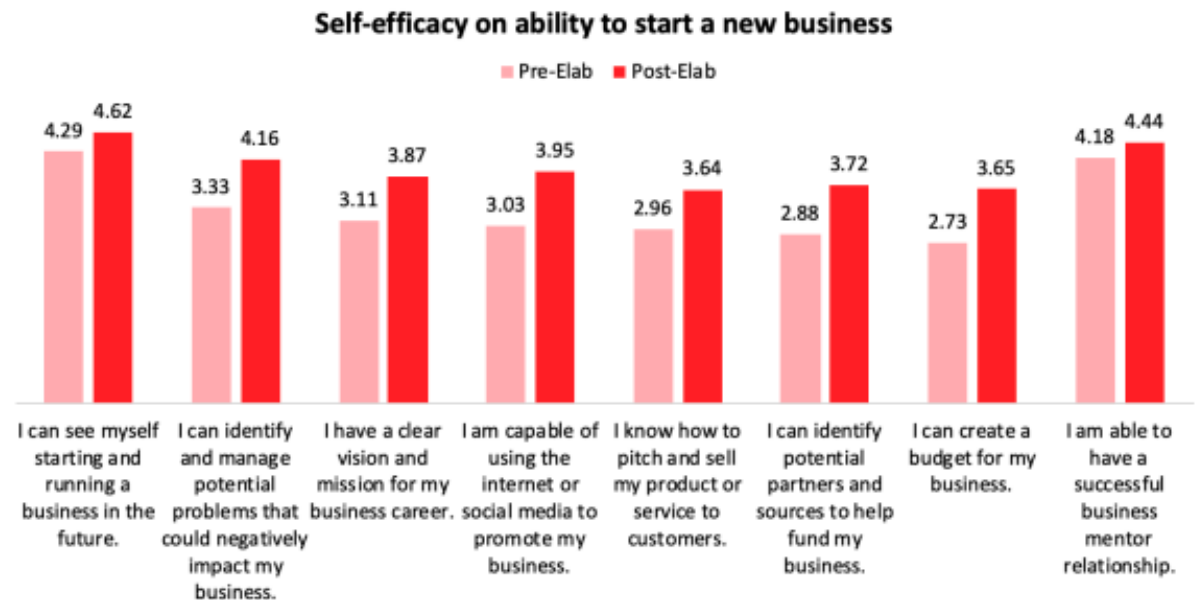 Self-efficacy on ability to start a new business
Pre-Elab Post-Elab
4.29 4.62
3.33 4.16
3.11 3.87
3.03 3.95
2.96 3.64
2.88 3.72
2.73 3.65
4.18 4.44
I can see myself
starting and
running a
business in the
future.
I can identify
and manage
potential
problems that
could negatively
impact my
business.
I have a clear
vision and
mission for my
business career.
I am capable of
using the
internet or
social media to
promote my
business.
I know how to
pitch and sell
my product or
service to
customers.
I can identify
potential
partners and
sources to help
fund my
business.
I can create a
budget for my
business.
I am able to
have a
successful
business
mentor
relationship.